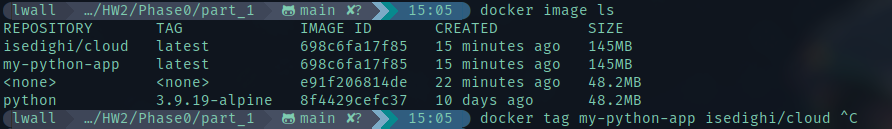 lwall …/HW2/Phase0/part_1 main ✘? 15:05 docker image ls
REPOSITORY TAG IMAGE ID CREATED SIZE
isedighi/cloud latest 698c6fa17f85 15 minutes ago 145MB
my-python-app latest 698c6fa17f85 15 minutes ago 145MB
<none> <none> e91f206814de 22 minutes ago 48.2MB
python 3.9.19-alpine 8f4429cefc37 10 days ago 48.2MB
lwall …/HW2/Phase0/part_1 main ✘? 15:05 docker tag my-python-app isedighi/cloud ^C